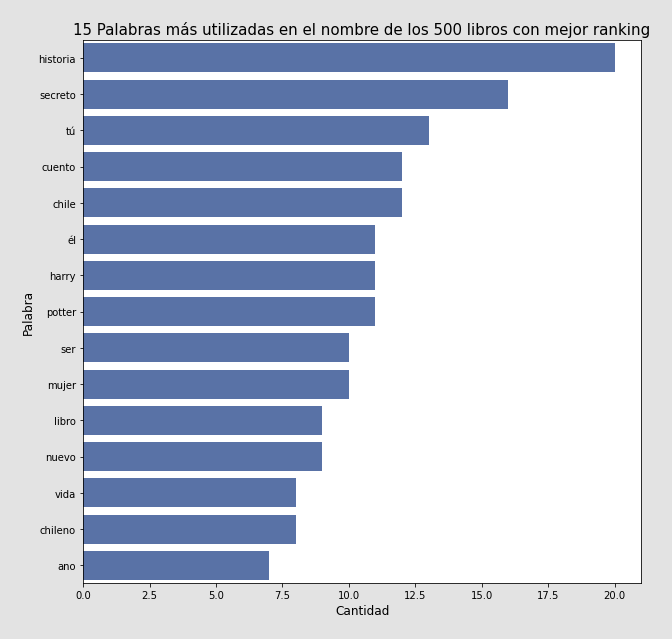 15 Palabras más utilizadas en el nombre de los 500 libros con mejor ranking
Palabra
historia
secreto
tú
cuento
chile
él
harry
potter
ser
mujer
libro
nuevo
vida
chileno
ano
0.0 2.5 5.0 7.5 10.0 12.5 15.0 17.5 20.0
Cantidad